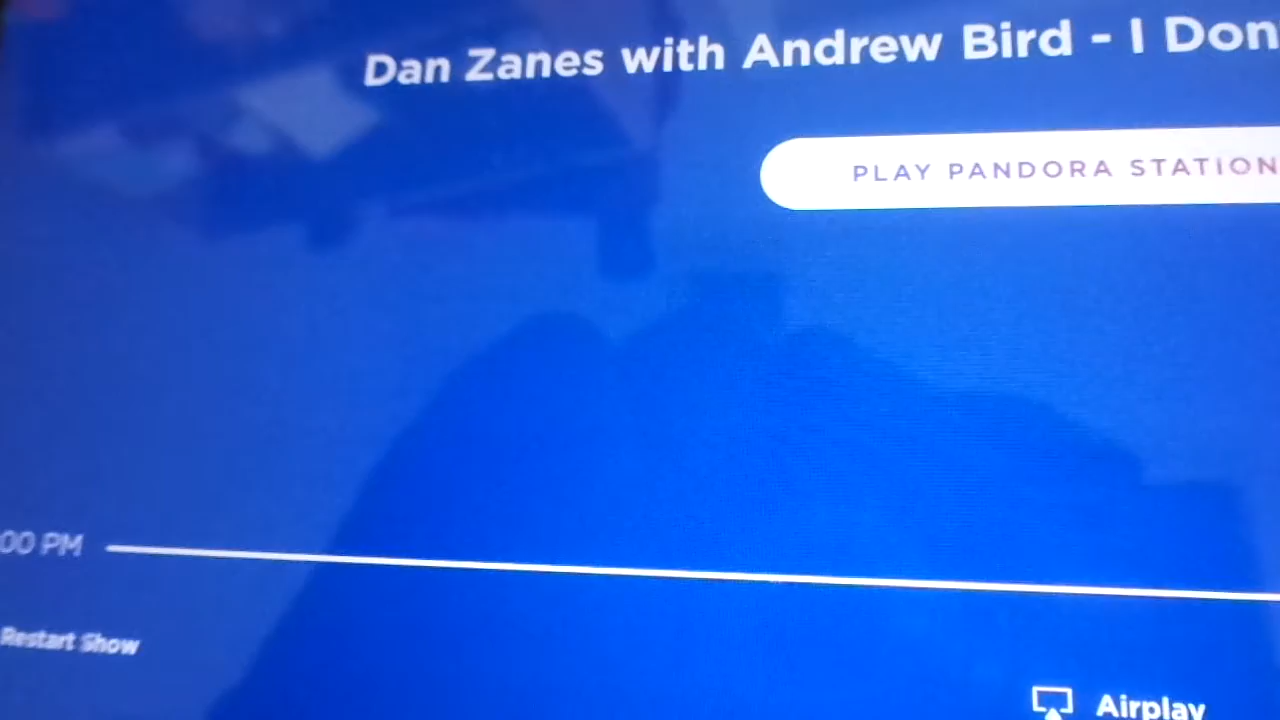 Dan Zanes with Andrew Bird - I Don
PLAY PANDORA STATION
00 PM
Restart Show
Airplay